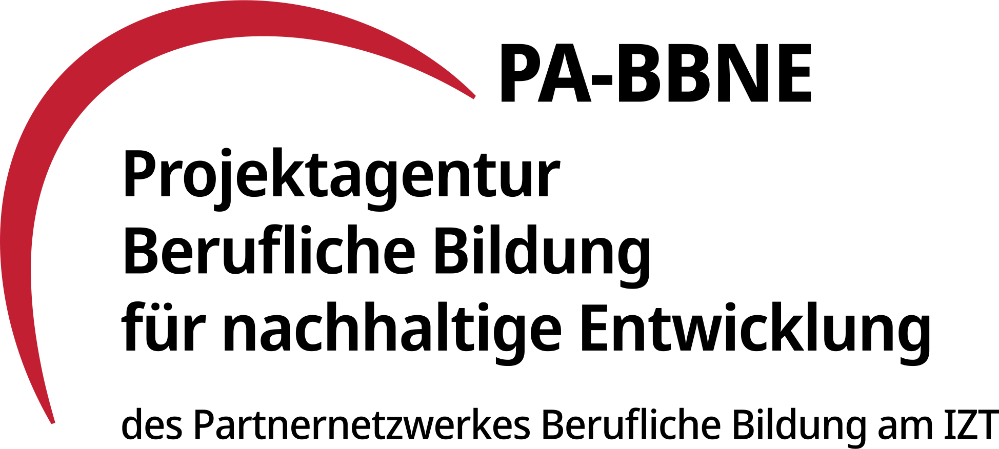 PA-BBNE
Projektagentur
Berufliche Bildung
für nachhaltige Entwicklung
des Partnernetzwerkes Berufliche Bildung am IZT